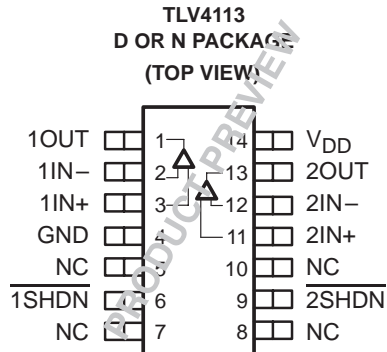 TLV4113
D OR N PACKAGE
(TOP VIEW)
PRODUCT PREVIEW
1OUT 1 14 VDD
1IN− 2 13 2OUT
1IN+ 3 12 2IN−
GND 4 11 2IN+
NC 5 10 NC
1SHDN 6 9 2SHDN
NC 7 8 NC